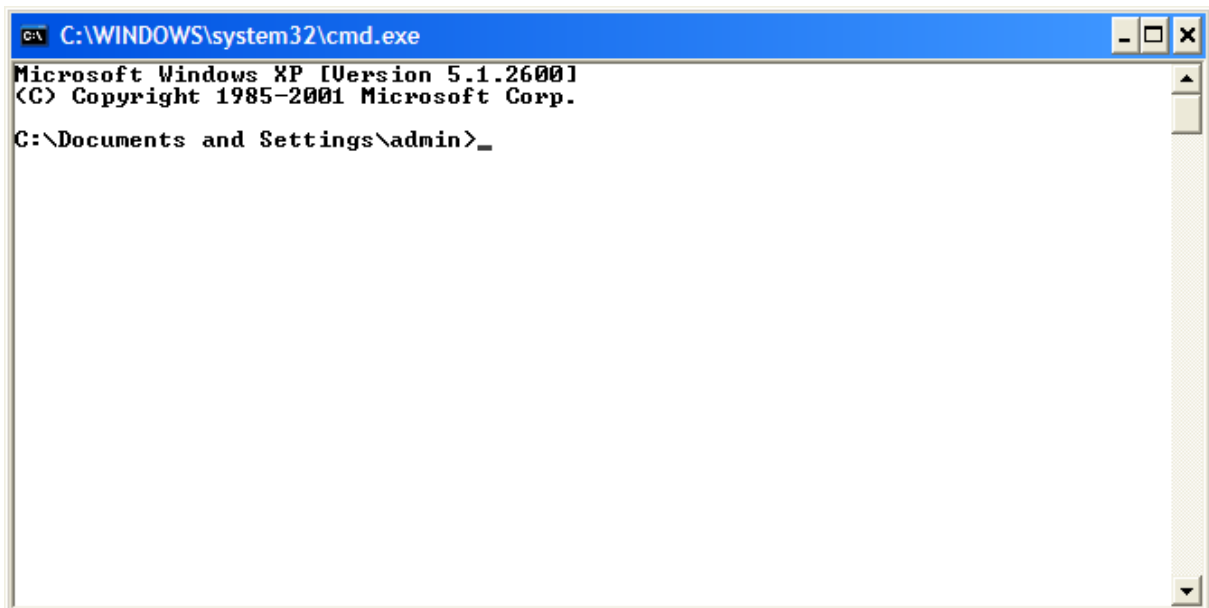 C:\WINDOWS\system32\cmd.exe
Microsoft Windows XP [Version 5.1.2600]
(C) Copyright 1985-2001 Microsoft Corp.
C:\Documents and Settings\admin>_